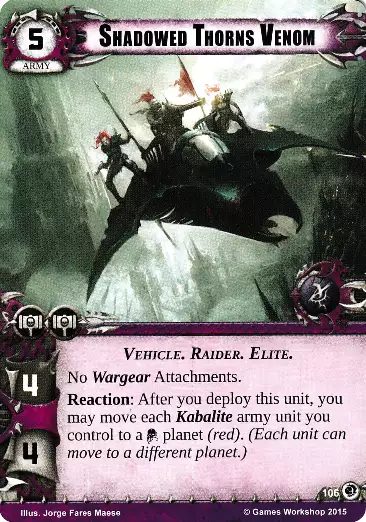 5
ARMY
SHADOWED THORNS VENOM
VEHICLE. RAIDER. ELITE.
4
4
No Wargear Attachments.
Reaction: After you deploy this unit, you
may move each Kabalite army unit you
control to a planet (red). (Each unit can
move to a different planet.)
106
Illus. Jorge Fares Maese
© Games Workshop 2015